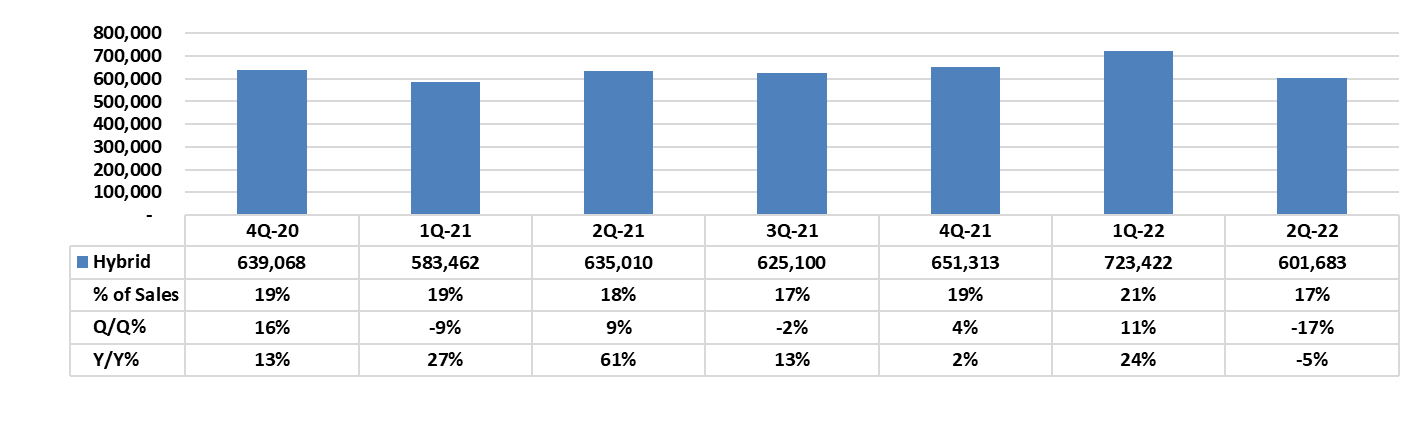 800,000
700,000
600,000
500,000
400,000
300,000
200,000
100,000
-
4Q-20 1Q-21 2Q-21 3Q-21 4Q-21 1Q-22 2Q-22
Hybrid 639,068 583,462 635,010 625,100 651,313 723,422 601,683
% of Sales 19% 19% 18% 17% 19% 21% 17%
Q/Q% 16% -9% 9% -2% 4% 11% -17%
Y/Y% 13% 27% 61% 13% 2% 24% -5%